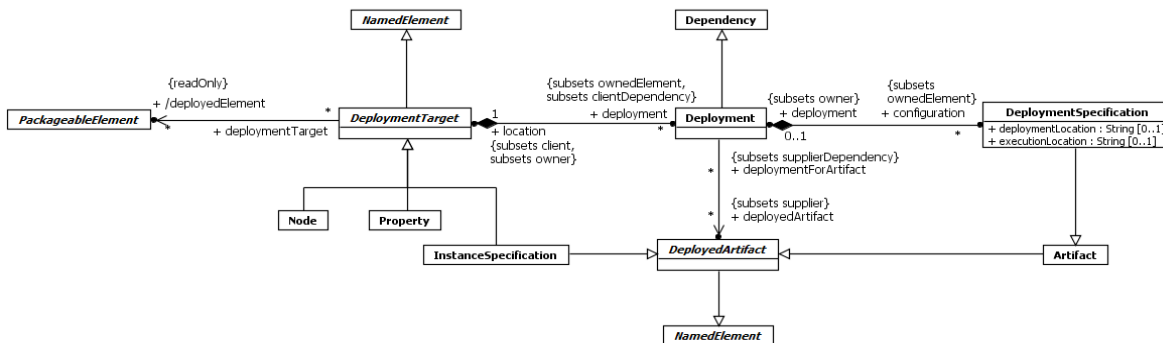 NamedElement
Dependency
{readOnly}
+ /deployedElement
*
*
+ deploymentTarget
PackageableElement
DeploymentTarget
1
+ location
{subsets client,
subsets owner}
{subsets ownedElement,
subsets clientDependency}
+ deployment
*
Deployment
{subsets owner}
+ deployment
0..1
{subsets
ownedElement}
+ configuration
*
DeploymentSpecification
+ deploymentLocation : String [0..1]
+ executionLocation : String [0..1]
{subsets supplierDependency}
+ deploymentForArtifact
*
{subsets supplier}
+ deployedArtifact
*
Node
Property
InstanceSpecification
DeployedArtifact
Artifact
NamedElement